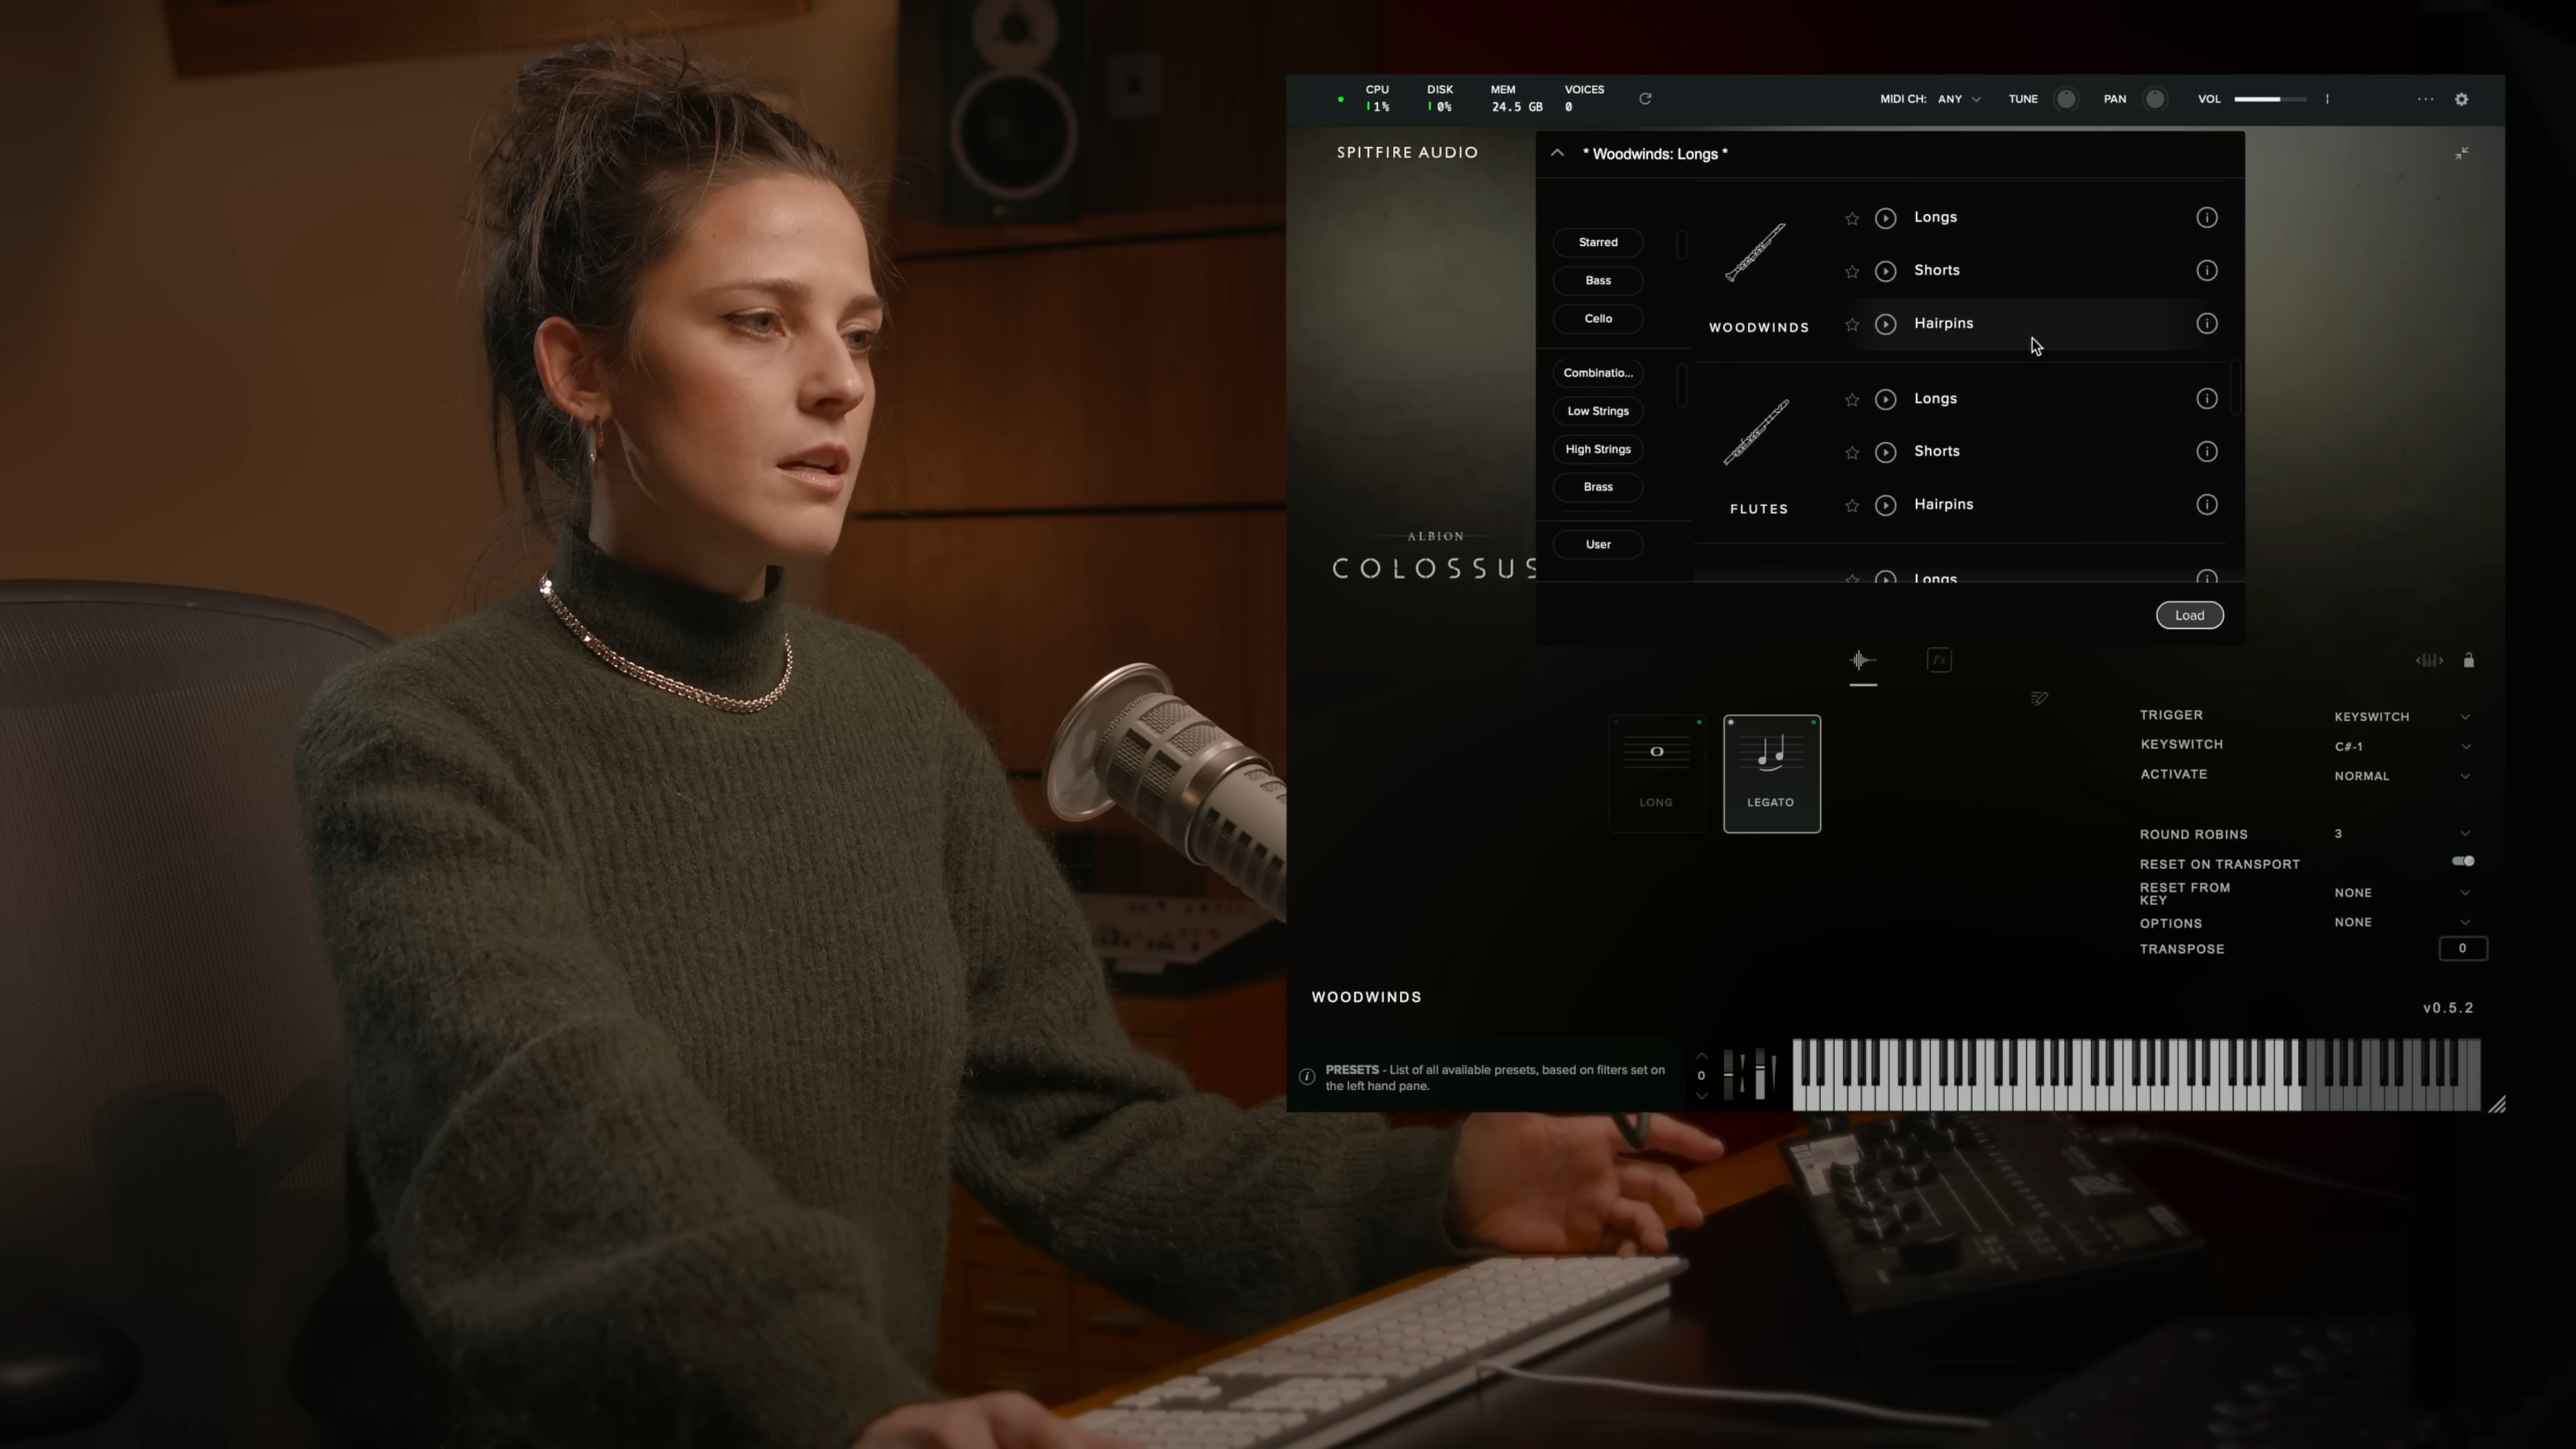 CPU DISK MEM VOICES
1% 0% 24.5 GB 0
MIDI CH: ANY TUNE PAN VOL
SPITFIRE AUDIO
* Woodwinds: Longs *
Starred
Bass
Cello
Combinatio...
Low Strings
High Strings
Brass
User
WOODWINDS
Longs
Shorts
Hairpins
FLUTES
Longs
Shorts
Hairpins
Longs
Load
ALBION
COLOSSUS
Fx
LONG
LEGATO
TRIGGER KEYSWITCH
KEYSWITCH C#-1
ACTIVATE NORMAL
ROUND ROBINS 3
RESET ON TRANSPORT
RESET FROM
KEY NONE
OPTIONS NONE
TRANSPOSE 0
WOODWINDS
v0.5.2
PRESETS - List of all available presets, based on filters set on
the left hand pane.
0